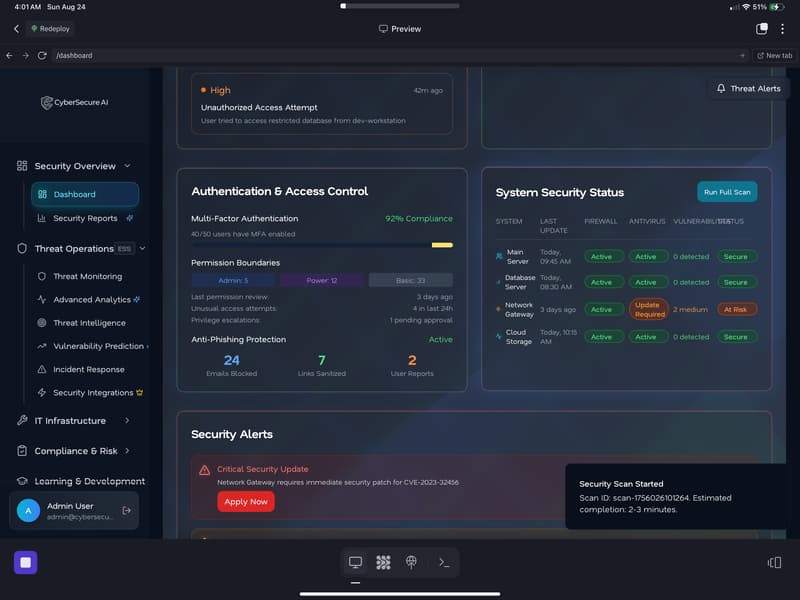 4:01 AM Sun Aug 24
51%
Redeploy
Preview
/dashboard
New tab
CyberSecure AI
Security Overview
Dashboard
Security Reports
Threat Operations ESS
Threat Monitoring
Advanced Analytics
Threat Intelligence
Vulnerability Prediction
Incident Response
Security Integrations
IT Infrastructure
Compliance & Risk
Learning & Development
Admin User
admin@cybersecu...
Threat Alerts
High 42m ago
Unauthorized Access Attempt
User tried to access restricted database from dev-workstation
Authentication & Access Control
Multi-Factor Authentication 92% Compliance
40/50 users have MFA enabled
Permission Boundaries
Admin: 5 Power: 12 Basic: 33
Last permission review: 3 days ago
Unusual access attempts: 4 in last 24h
Privilege escalations: 1 pending approval
Anti-Phishing Protection Active
24 7 2
Emails Blocked Links Sanitized User Reports
System Security Status Run Full Scan
SYSTEM LAST UPDATE FIREWALL ANTIVIRUS VULNERABILITIES STATUS
Main Server Today, 09:45 AM Active Active 0 detected Secure
Database Server Today, 08:30 AM Active Active 0 detected Secure
Network Gateway 3 days ago Active Update Required 2 medium At Risk
Cloud Storage Today, 10:15 AM Active Active 0 detected Secure
Security Alerts
Critical Security Update
Network Gateway requires immediate security patch for CVE-2023-32456
Apply Now
Security Scan Started
Scan ID: scan-1756026101264. Estimated
completion: 2-3 minutes.